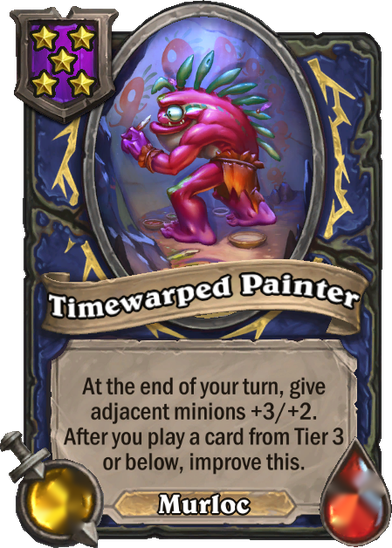 Timewarped Painter
At the end of your turn, give
adjacent minions +3/+2.
After you play a card from Tier 3
or below, improve this.
Murloc